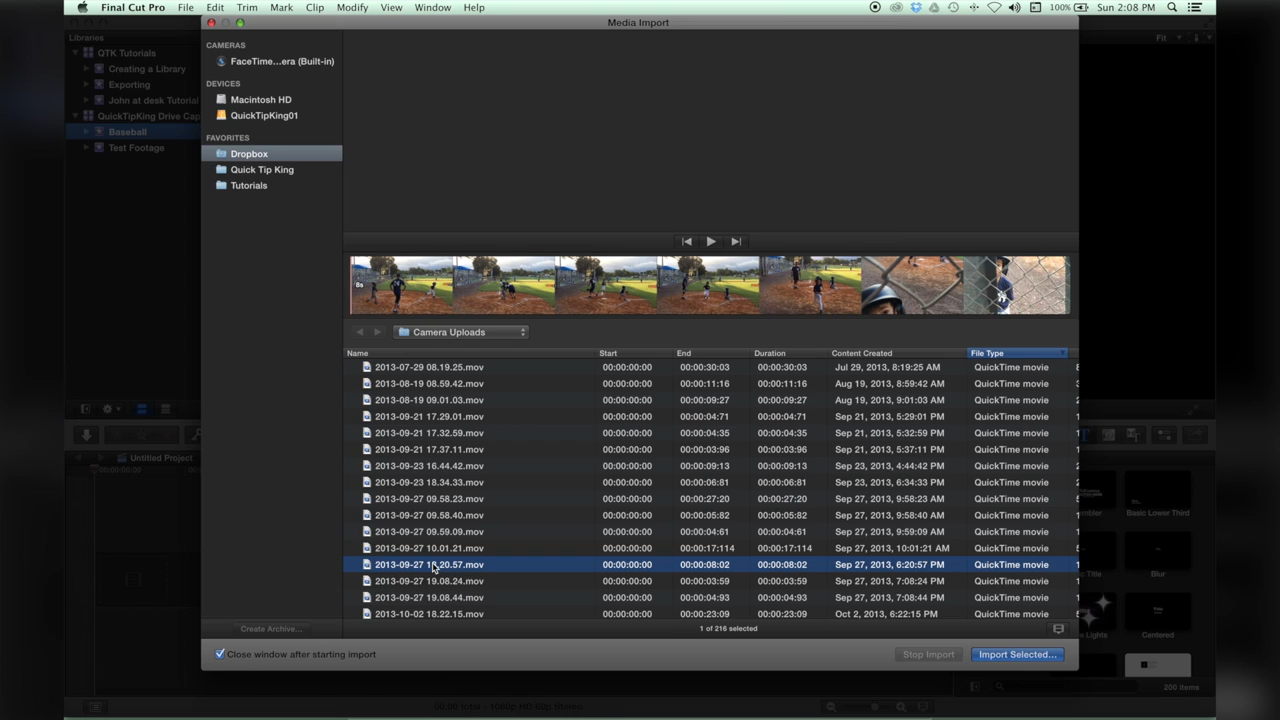 Final Cut Pro File Edit Trim Mark Clip Modify View Window Help 100% Sun 2:08 PM
Media Import
Libraries
QTK Tutorials
Creating a Library
Exporting
John at desk Tutorial
QuickTipKing Drive Cap
Baseball
Test Footage
Fit
CAMERAS
FaceTime...era (Built-in)
DEVICES
Macintosh HD
QuickTipKing01
FAVORITES
Dropbox
Quick Tip King
Tutorials
8s
Camera Uploads
Name Start End Duration Content Created File Type
2013-07-29 08.19.25.mov 00:00:00:00 00:00:30:03 00:00:30:03 Jul 29, 2013, 8:19:25 AM QuickTime movie
2013-08-19 08.59.42.mov 00:00:00:00 00:00:11:16 00:00:11:16 Aug 19, 2013, 8:59:42 AM QuickTime movie
2013-08-19 09.01.03.mov 00:00:00:00 00:00:09:27 00:00:09:27 Aug 19, 2013, 9:01:03 AM QuickTime movie
2013-09-21 17.29.01.mov 00:00:00:00 00:00:04:71 00:00:04:71 Sep 21, 2013, 5:29:01 PM QuickTime movie
2013-09-21 17.32.59.mov 00:00:00:00 00:00:04:35 00:00:04:35 Sep 21, 2013, 5:32:59 PM QuickTime movie
2013-09-21 17.37.11.mov 00:00:00:00 00:00:03:96 00:00:03:96 Sep 21, 2013, 5:37:11 PM QuickTime movie
2013-09-23 16.44.42.mov 00:00:00:00 00:00:09:13 00:00:09:13 Sep 23, 2013, 4:44:42 PM QuickTime movie
2013-09-23 18.34.33.mov 00:00:00:00 00:00:06:81 00:00:06:81 Sep 23, 2013, 6:34:33 PM QuickTime movie
2013-09-27 09.58.23.mov 00:00:00:00 00:00:27:20 00:00:27:20 Sep 27, 2013, 9:58:23 AM QuickTime movie
2013-09-27 09.58.40.mov 00:00:00:00 00:00:05:82 00:00:05:82 Sep 27, 2013, 9:58:40 AM QuickTime movie
2013-09-27 09.59.09.mov 00:00:00:00 00:00:04:61 00:00:04:61 Sep 27, 2013, 9:59:09 AM QuickTime movie
2013-09-27 10.01.21.mov 00:00:00:00 00:00:17:114 00:00:17:114 Sep 27, 2013, 10:01:21 AM QuickTime movie
2013-09-27 18.20.57.mov 00:00:00:00 00:00:08:02 00:00:08:02 Sep 27, 2013, 6:20:57 PM QuickTime movie
2013-09-27 19.08.24.mov 00:00:00:00 00:00:03:59 00:00:03:59 Sep 27, 2013, 7:08:24 PM QuickTime movie
2013-09-27 19.08.44.mov 00:00:00:00 00:00:04:93 00:00:04:93 Sep 27, 2013, 7:08:44 PM QuickTime movie
2013-10-02 18.22.15.mov 00:00:00:00 00:00:23:09 00:00:23:09 Oct 2, 2013, 6:22:15 PM QuickTime movie
1 of 216 selected
Create Archive...
Close window after starting import
Stop Import
Import Selected...
Untitled Project
Basic Lower Third
Title
Blur
Lights
Centered
200 items